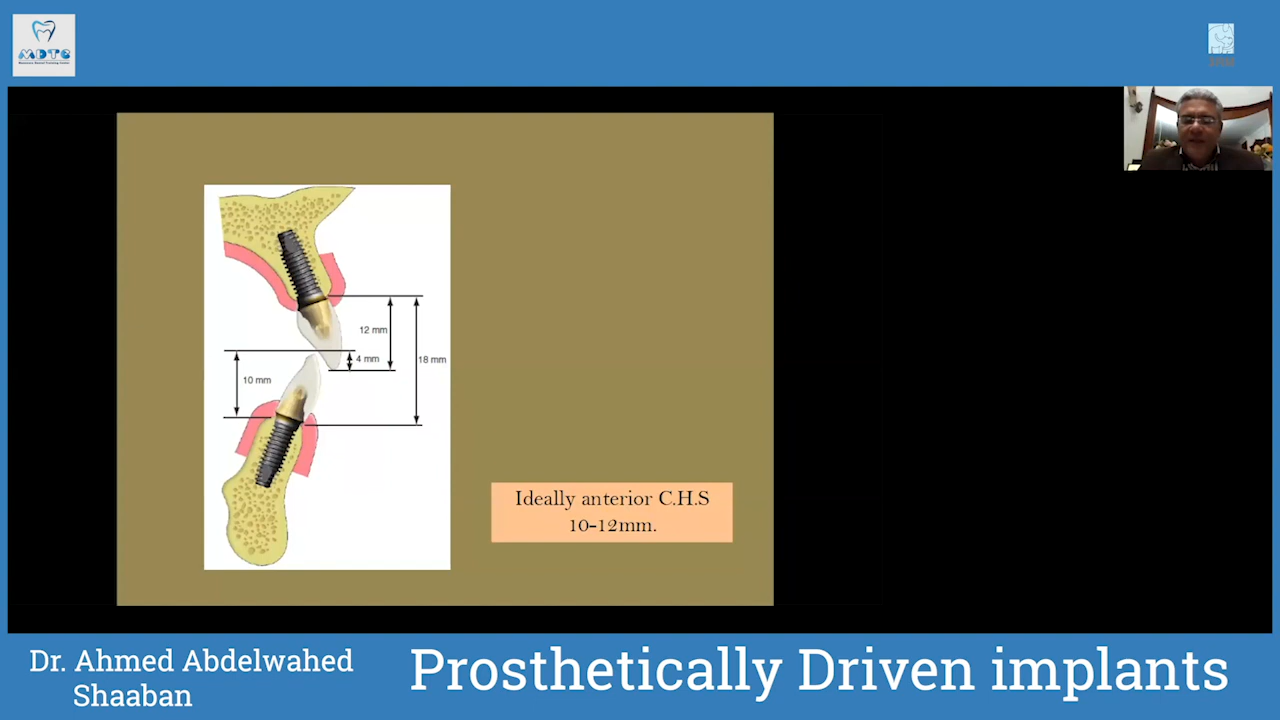 MDTC
12 mm
4 mm
18 mm
10 mm
Ideally anterior C.H.S
10-12mm.
Dr. Ahmed Abdelwahed
Shaaban
Prosthetically Driven implants